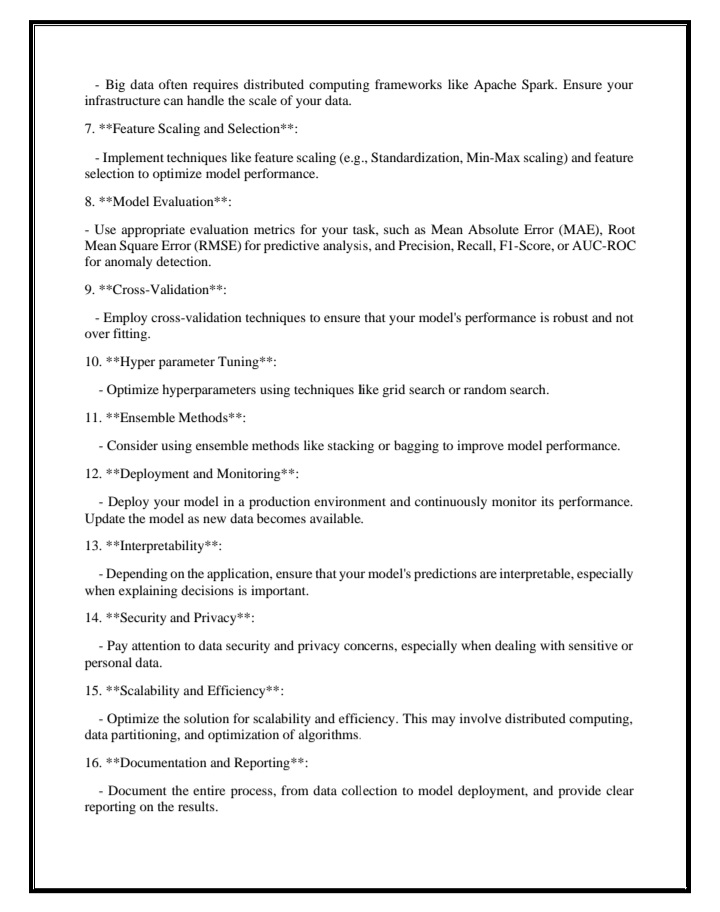 - Big data often requires distributed computing frameworks like Apache Spark. Ensure your
infrastructure can handle the scale of your data.
7. **Feature Scaling and Selection**:
- Implement techniques like feature scaling (e.g., Standardization, Min-Max scaling) and feature
selection to optimize model performance.
8. **Model Evaluation**:
- Use appropriate evaluation metrics for your task, such as Mean Absolute Error (MAE), Root
Mean Square Error (RMSE) for predictive analysis, and Precision, Recall, F1-Score, or AUC-ROC
for anomaly detection.
9. **Cross-Validation**:
- Employ cross-validation techniques to ensure that your model's performance is robust and not
over fitting.
10. **Hyper parameter Tuning**:
- Optimize hyperparameters using techniques like grid search or random search.
11. **Ensemble Methods**:
- Consider using ensemble methods like stacking or bagging to improve model performance.
12. **Deployment and Monitoring**:
- Deploy your model in a production environment and continuously monitor its performance.
Update the model as new data becomes available.
13. **Interpretability**:
- Depending on the application, ensure that your model's predictions are interpretable, especially
when explaining decisions is important.
14. **Security and Privacy**:
- Pay attention to data security and privacy concerns, especially when dealing with sensitive or
personal data.
15. **Scalability and Efficiency**:
- Optimize the solution for scalability and efficiency. This may involve distributed computing,
data partitioning, and optimization of algorithms.
16. **Documentation and Reporting**:
- Document the entire process, from data collection to model deployment, and provide clear
reporting on the results.